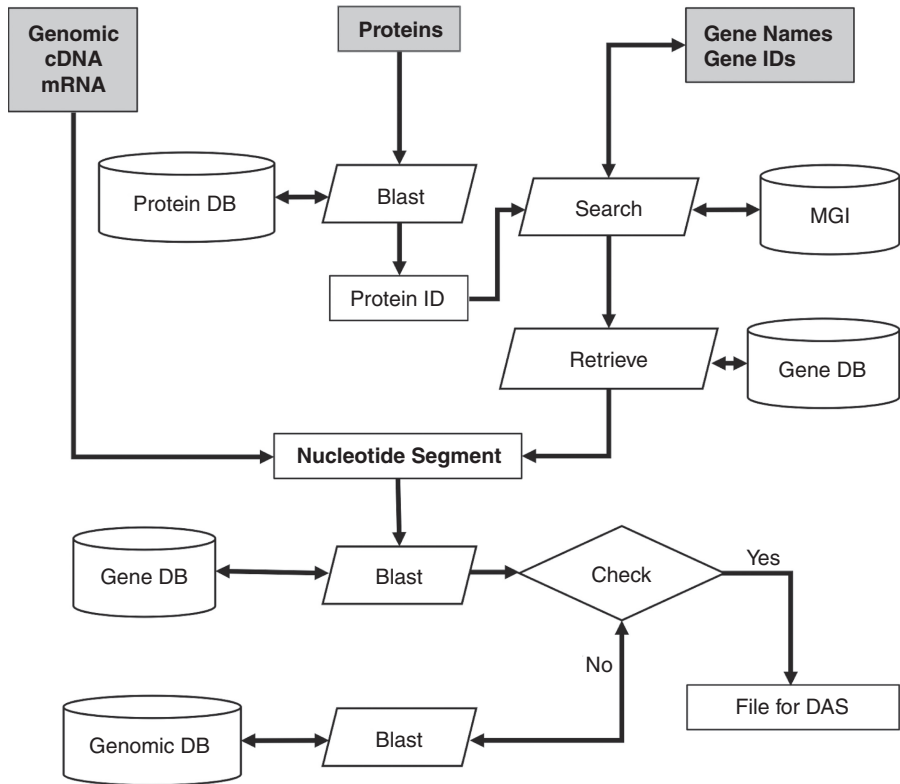 Genomic
cDNA
mRNA
Proteins
Gene Names
Gene IDs
Protein DB
Blast
Search
MGI
Protein ID
Retrieve
Gene DB
Nucleotide Segment
Gene DB
Blast
Check
Yes
No
File for DAS
Genomic DB
Blast